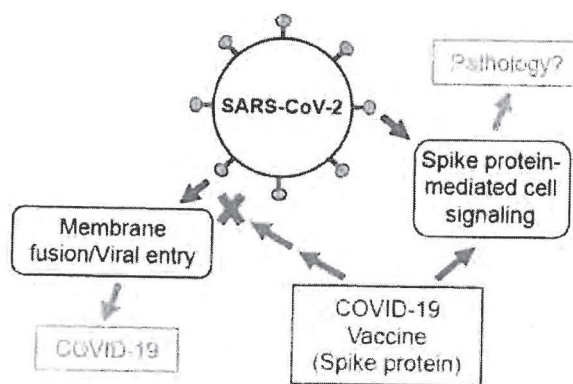 Pathology?
SARS-CoV-2
Spike protein-
mediated cell
signaling
Membrane
fusion/Viral entry
COVID-19
Vaccine
(Spike protein)
COVID-19